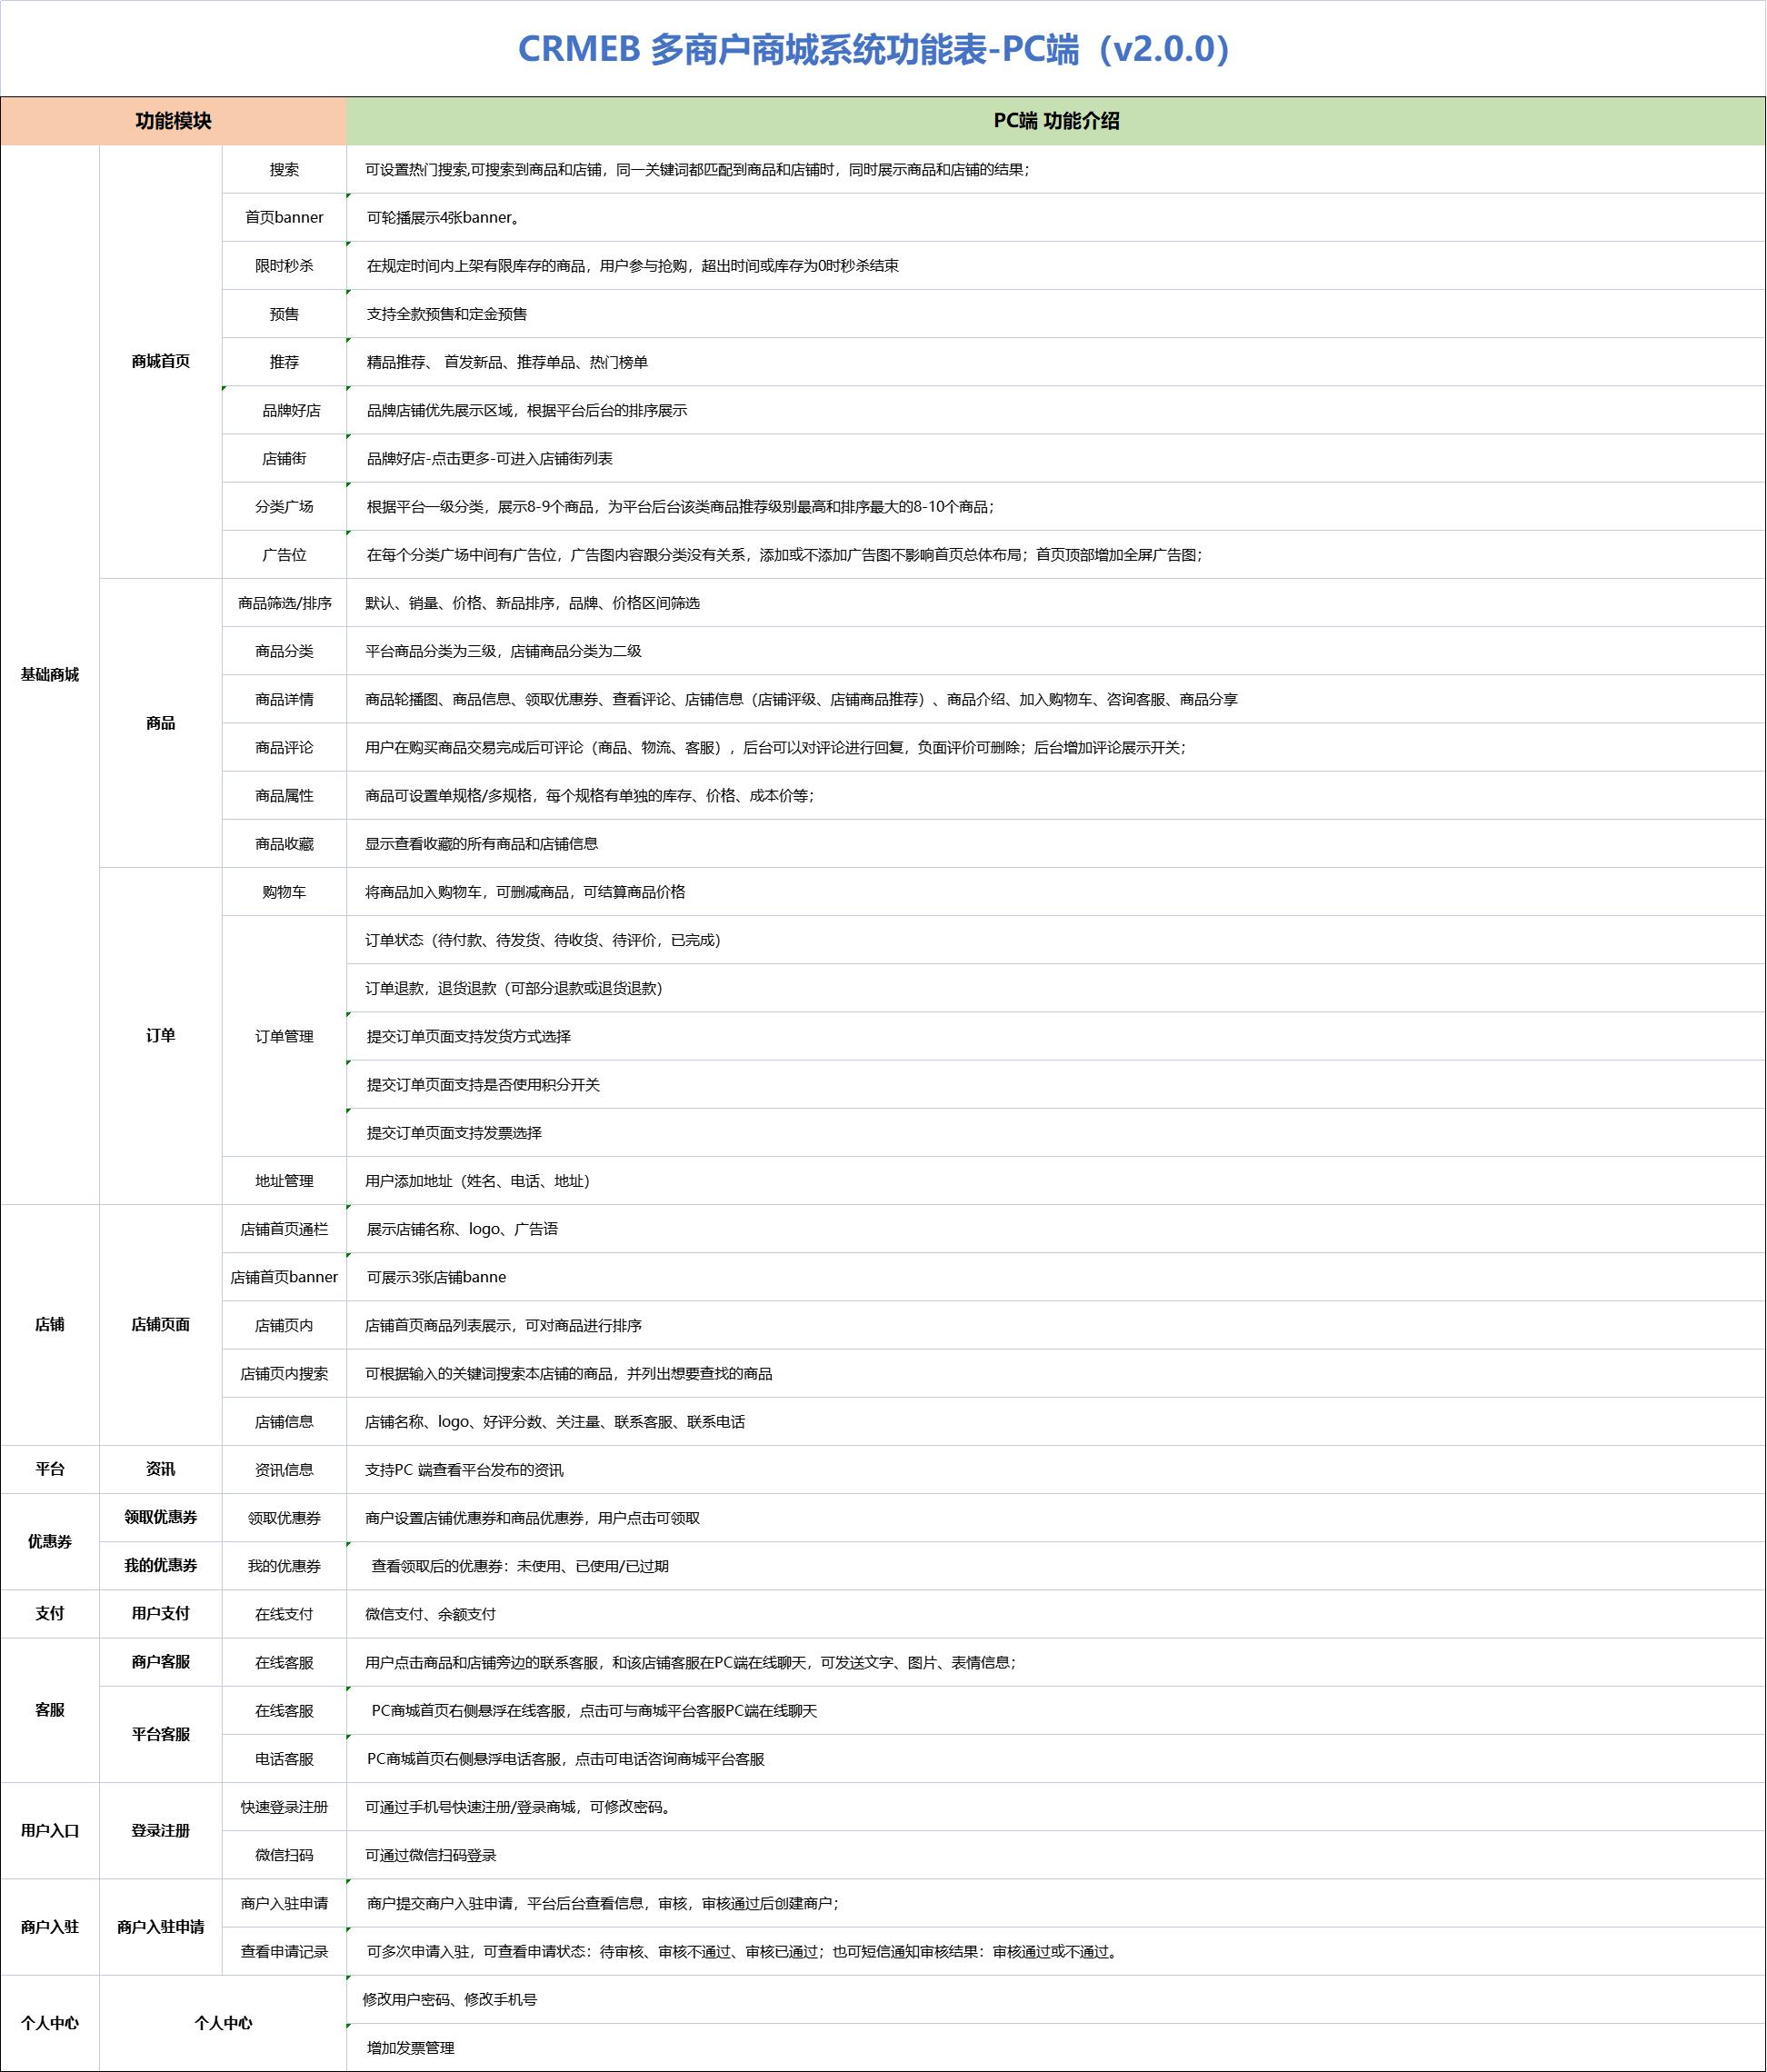 CRMEB 多商户商城系统功能表-PC端（v2.0.0）
功能模块
PC端 功能介绍
基础商城
商城首页
搜索
可设置热门搜索,可搜索到商品和店铺，同一关键词都匹配到商品和店铺时，同时展示商品和店铺的结果；
首页banner
可轮播展示4张banner。
限时秒杀
在规定时间内上架有限库存的商品，用户参与抢购，超出时间或库存为0时秒杀结束
预售
支持全款预售和定金预售
推荐
精品推荐、 首发新品、推荐单品、热门榜单
品牌好店
品牌店铺优先展示区域，根据平台后台的排序展示
店铺街
品牌好店-点击更多-可进入店铺街列表
分类广场
根据平台一级分类，展示8-9个商品，为平台后台该类商品推荐级别最高和排序最大的8-10个商品；
广告位
在每个分类广场中间有广告位，广告图内容跟分类没有关系，添加或不添加广告图不影响首页总体布局；首页顶部增加全屏广告图；
商品
商品筛选/排序
默认、销量、价格、新品排序，品牌、价格区间筛选
商品分类
平台商品分类为三级，店铺商品分类为二级
商品详情
商品轮播图、商品信息、领取优惠券、查看评论、店铺信息（店铺评级、店铺商品推荐）、商品介绍、加入购物车、咨询客服、商品分享
商品评论
用户在购买商品交易完成后可评论（商品、物流、客服），后台可以对评论进行回复，负面评价可删除；后台增加评论展示开关；
商品属性
商品可设置单规格/多规格，每个规格有单独的库存、价格、成本价等；
商品收藏
显示查看收藏的所有商品和店铺信息
订单
购物车
将商品加入购物车，可删减商品，可结算商品价格
订单管理
订单状态（待付款、待发货、待收货、待评价，已完成）
订单退款，退货退款（可部分退款或退货退款）
提交订单页面支持发货方式选择
提交订单页面支持是否使用积分开关
提交订单页面支持发票选择
地址管理
用户添加地址（姓名、电话、地址）
店铺
店铺页面
店铺首页通栏
展示店铺名称、logo、广告语
店铺首页banner
可展示3张店铺banne
店铺页内
店铺首页商品列表展示，可对商品进行排序
店铺页内搜索
可根据输入的关键词搜索本店铺的商品，并列出想要查找的商品
店铺信息
店铺名称、logo、好评分数、关注量、联系客服、联系电话
平台
资讯
资讯信息
支持PC 端查看平台发布的资讯
优惠券
领取优惠券
领取优惠券
商户设置店铺优惠券和商品优惠券，用户点击可领取
我的优惠券
我的优惠券
查看领取后的优惠券：未使用、已使用/已过期
支付
用户支付
在线支付
微信支付、余额支付
客服
商户客服
在线客服
用户点击商品和店铺旁边的联系客服，和该店铺客服在PC端在线聊天，可发送文字、图片、表情信息；
平台客服
在线客服
PC商城首页右侧悬浮在线客服，点击可与商城平台客服PC端在线聊天
电话客服
PC商城首页右侧悬浮电话客服，点击可电话咨询商城平台客服
用户入口
登录注册
快速登录注册
可通过手机号快速注册/登录商城，可修改密码。
微信扫码
可通过微信扫码登录
商户入驻
商户入驻申请
商户入驻申请
商户提交商户入驻申请，平台后台查看信息，审核，审核通过后创建商户；
查看申请记录
可多次申请入驻，可查看申请状态：待审核、审核不通过、审核已通过；也可短信通知审核结果：审核通过或不通过。
个人中心
个人中心
修改用户密码、修改手机号
增加发票管理